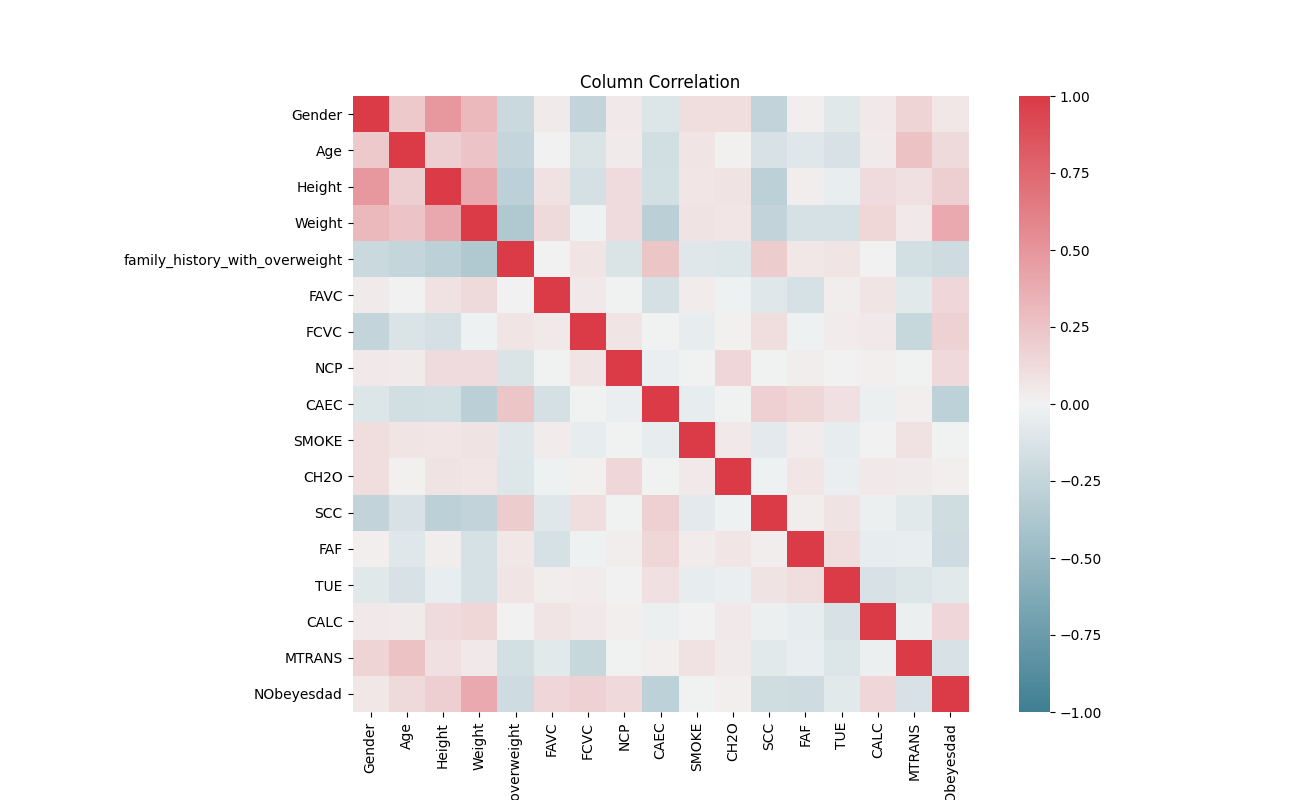 Column Correlation
Gender
Age
Height
Weight
family_history_with_overweight
FAVC
FCVC
NCP
CAEC
SMOKE
CH2O
SCC
FAF
TUE
CALC
MTRANS
NObeyesdad
Gender
Age
Height
Weight
overweight
FAVC
FCVC
NCP
CAEC
SMOKE
CH2O
SCC
FAF
TUE
CALC
MTRANS
Obeyesdad
1.00
0.75
0.50
0.25
0.00
−0.25
−0.50
−0.75
−1.00